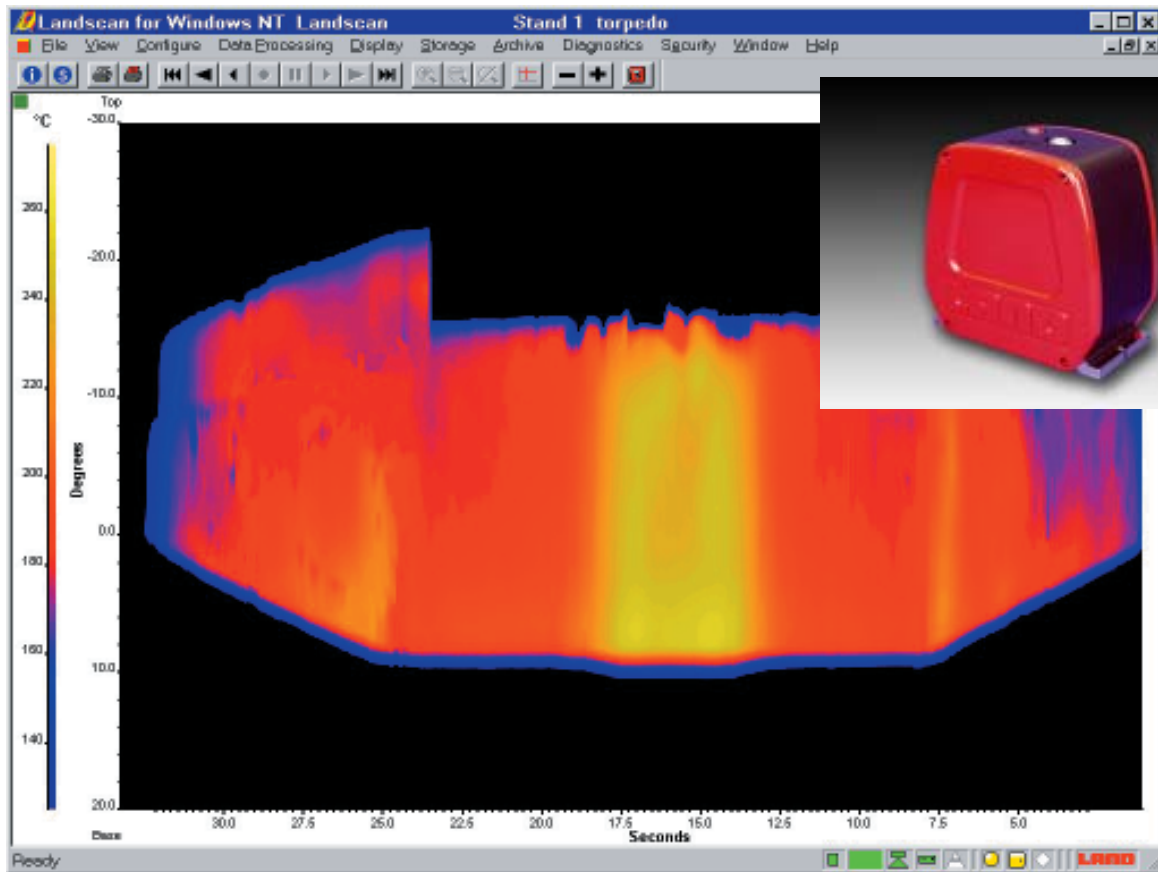 Landscan for Windows NT Landscan Stand 1 torpedo
File View Configure Data Processing Display Storage Archive Diagnostics Security Window Help
Top
°C
-30.0
260
-20.0
240
220
-10.0
Degrees
200
0.0
180
160
10.0
140
20.0
30.0 27.5 25.0 22.5 20.0 17.5 15.0 12.5 10.0 7.5 5.0
Base
Seconds
Ready
LAND